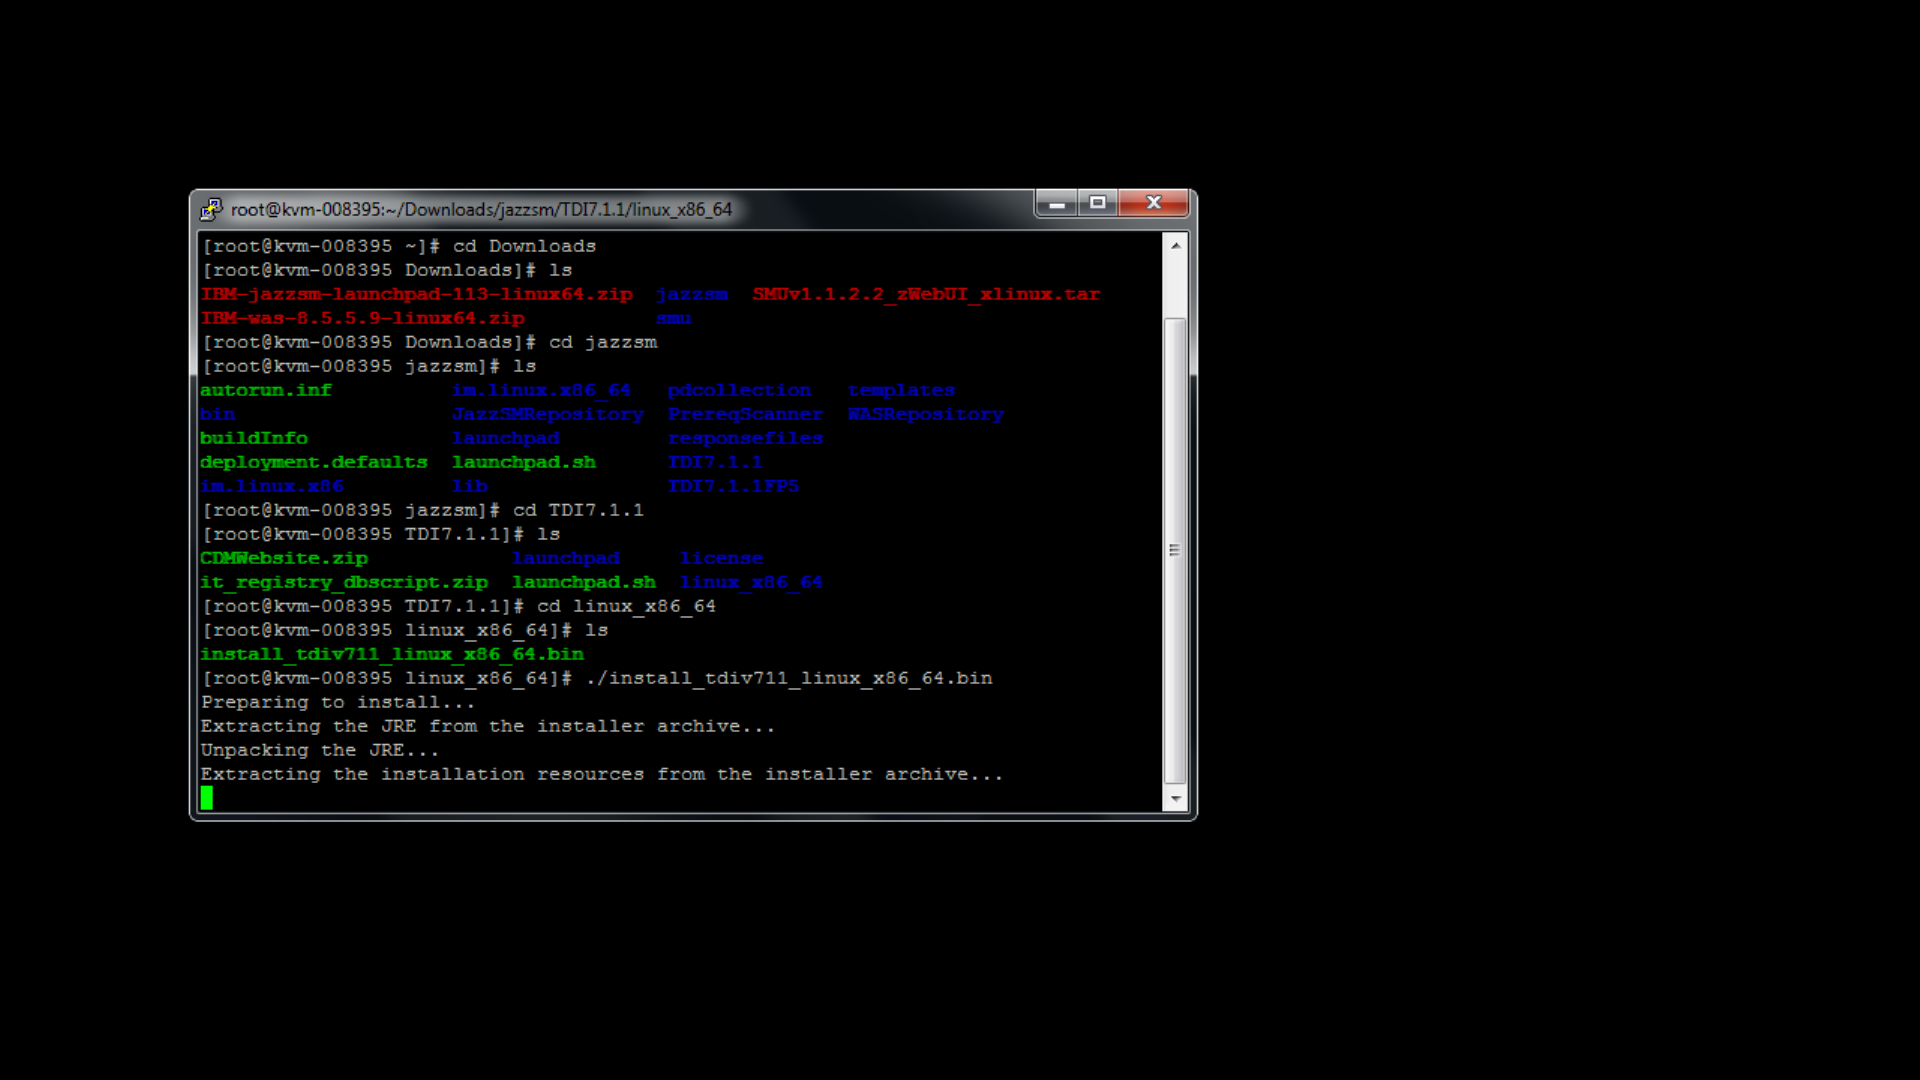 root@kvm-008395:~/Downloads/jazzsm/TDI7.1.1/linux_x86_64
[root@kvm-008395 ~]# cd Downloads
[root@kvm-008395 Downloads]# ls
IBM-jazzsm-launchpad-113-linux64.zip  jazzsm  SMUv1.1.2.2_zWebUI_xlinux.tar
IBM-was-8.5.5.9-linux64.zip           smu
[root@kvm-008395 Downloads]# cd jazzsm
[root@kvm-008395 jazzsm]# ls
autorun.inf          im.linux.x86_64   pdcollection   templates
bin                  JazzSMRepository  PrereqScanner  WASRepository
buildInfo            launchpad         responsefiles
deployment.defaults  launchpad.sh      TDI7.1.1
im.linux.x86         lib               TDI7.1.1FP5
[root@kvm-008395 jazzsm]# cd TDI7.1.1
[root@kvm-008395 TDI7.1.1]# ls
CDMWebsite.zip            launchpad     license
it_registry_dbscript.zip  launchpad.sh  linux_x86_64
[root@kvm-008395 TDI7.1.1]# cd linux_x86_64
[root@kvm-008395 linux_x86_64]# ls
install_tdiv711_linux_x86_64.bin
[root@kvm-008395 linux_x86_64]# ./install_tdiv711_linux_x86_64.bin
Preparing to install...
Extracting the JRE from the installer archive...
Unpacking the JRE...
Extracting the installation resources from the installer archive...